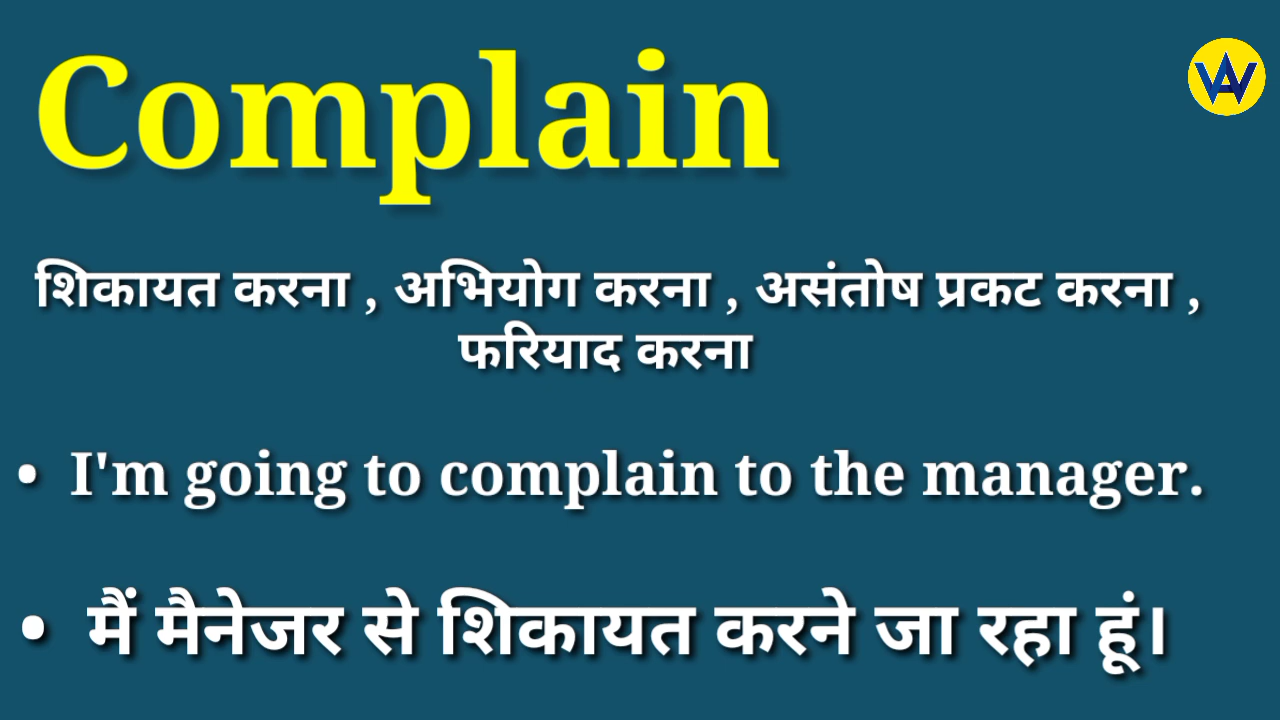 Complain
शिकायत करना , अभियोग करना , असंतोष प्रकट करना ,
फरियाद करना
• I'm going to complain to the manager.
• मैं मैनेजर से शिकायत करने जा रहा हूं।